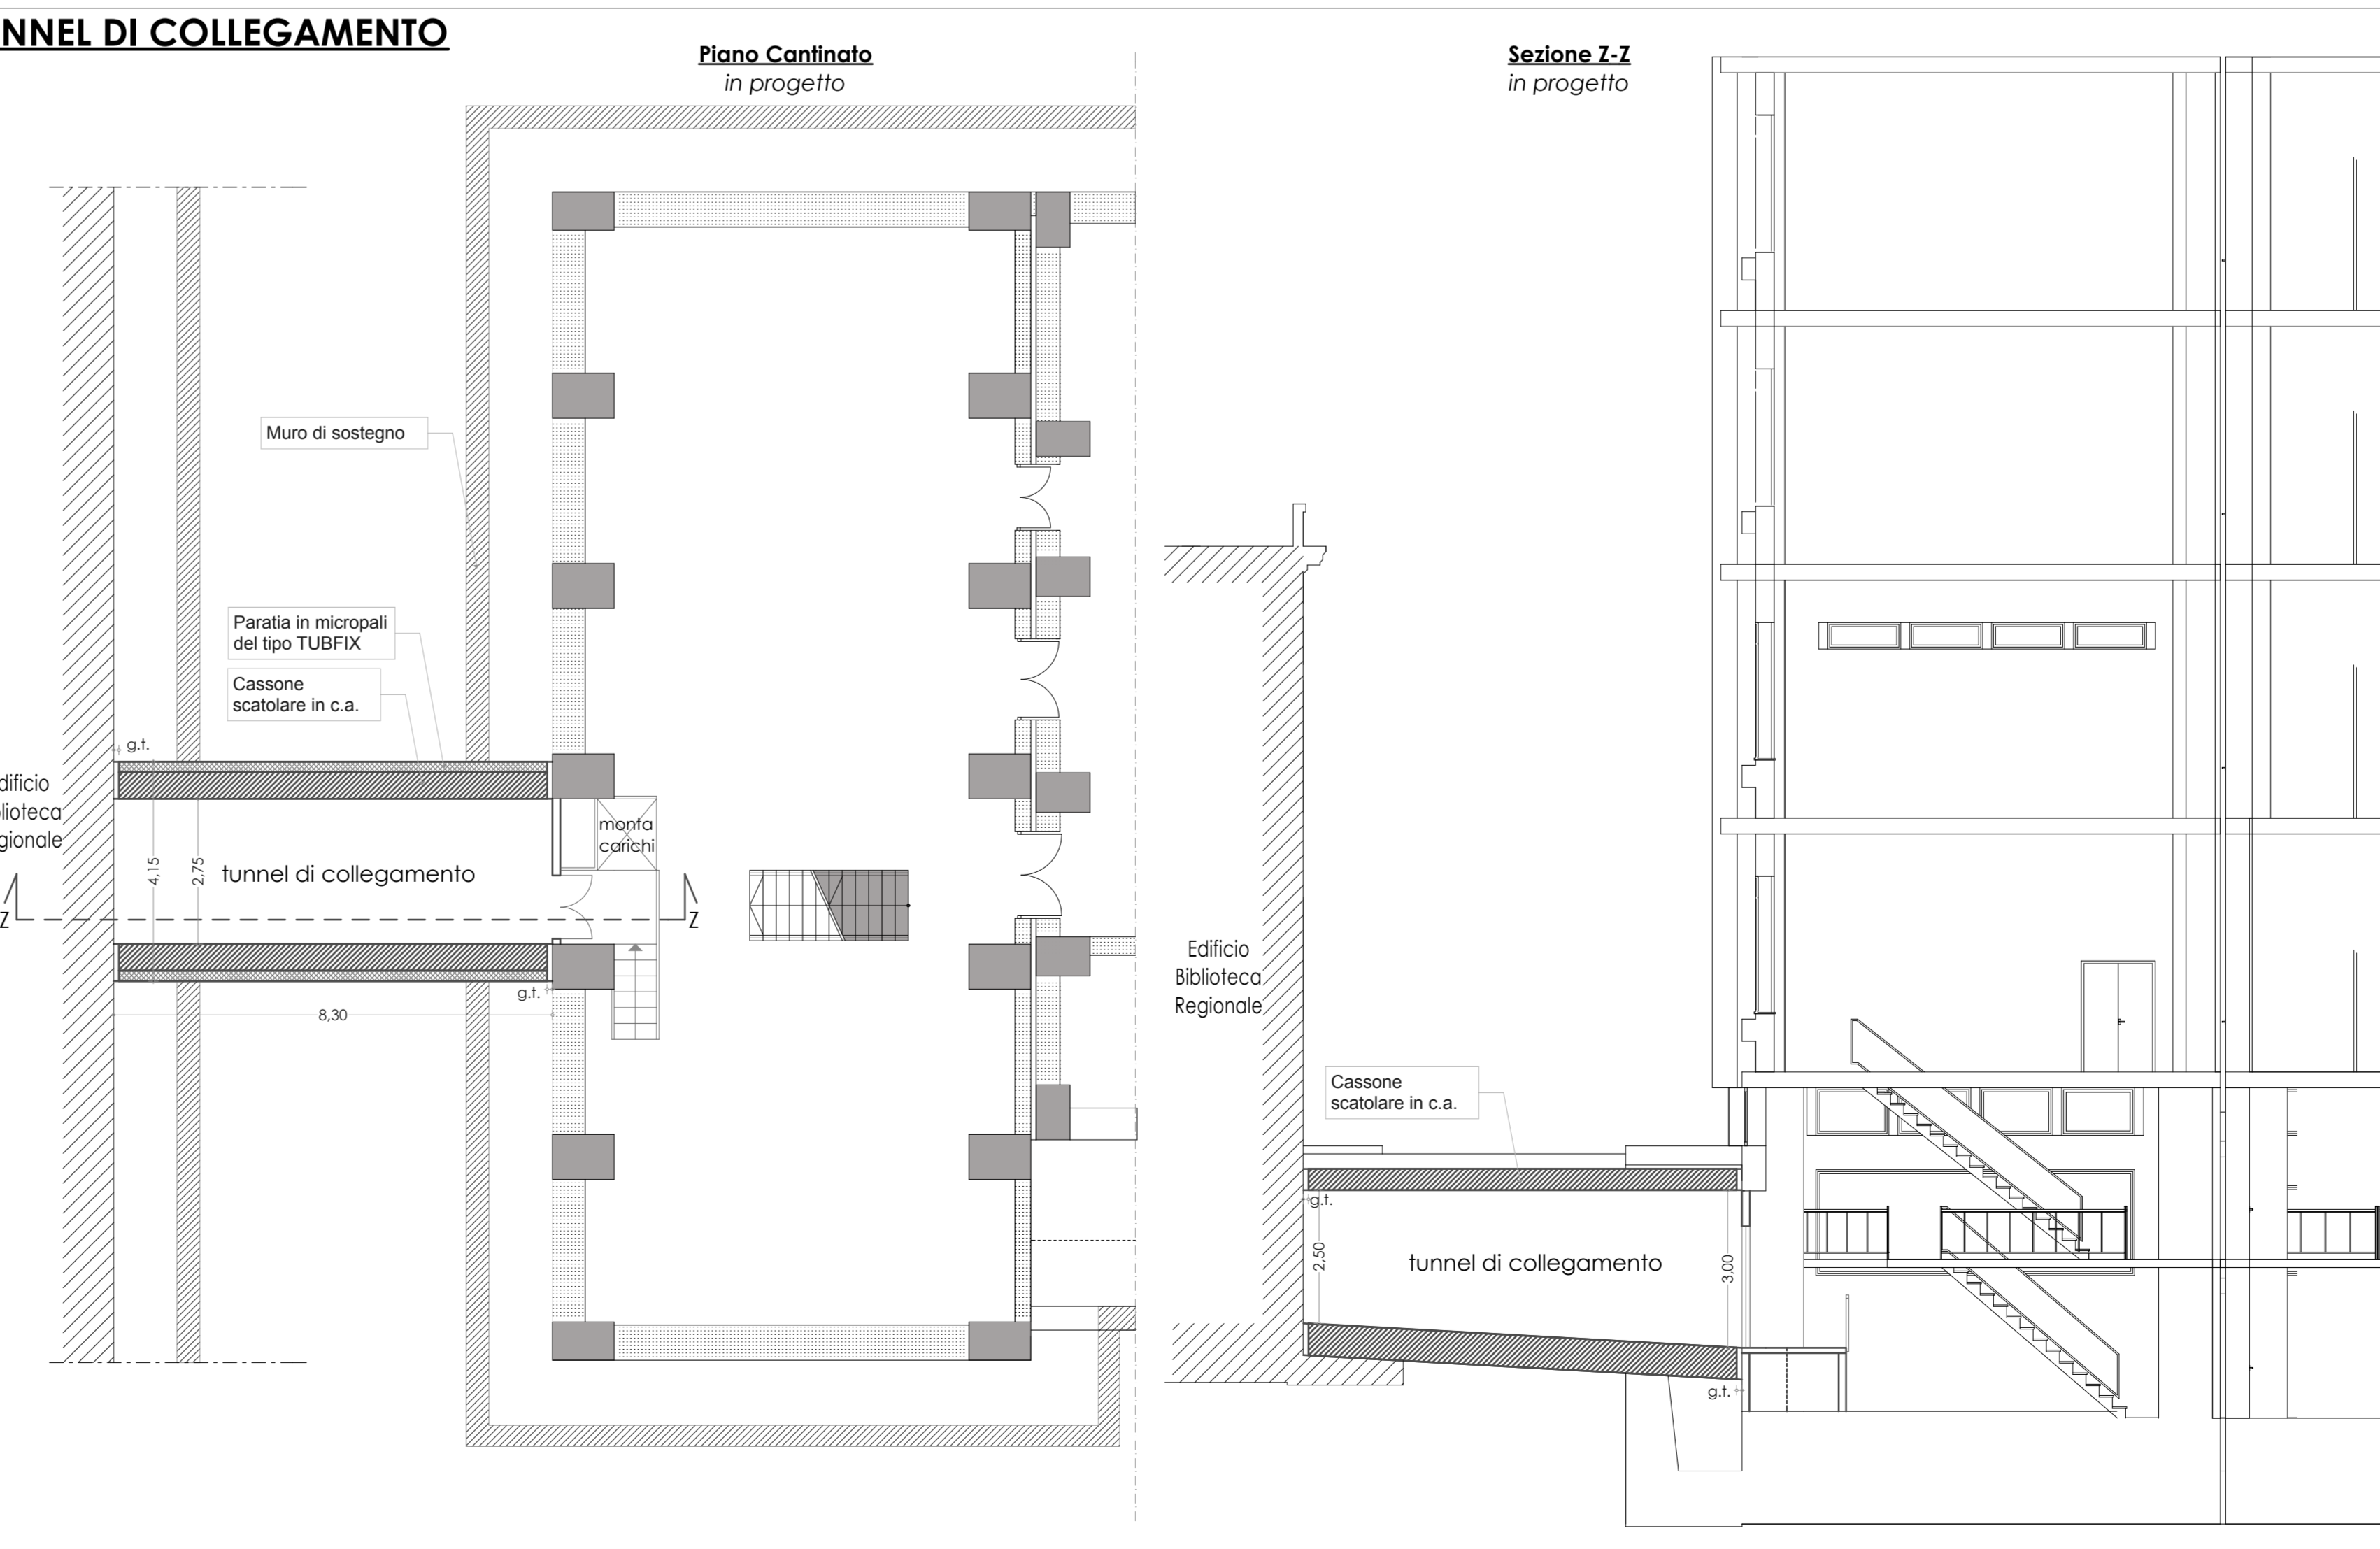 NNEL DI COLLEGAMENTO
Piano Cantinato
in progetto
Muro di sostegno
Paratia in micropali
del tipo TUBFIX
Cassone
scatolare in c.a.
g.t.
dificio
blioteca
gionale
4,15
2,75
tunnel di collegamento
monta
carichi
Z
Z
g.t.
8,30
Sezione Z-Z
in progetto
Edificio
Biblioteca
Regionale
Cassone
scatolare in c.a.
g.t.
2,50
tunnel di collegamento
3,00
g.t.